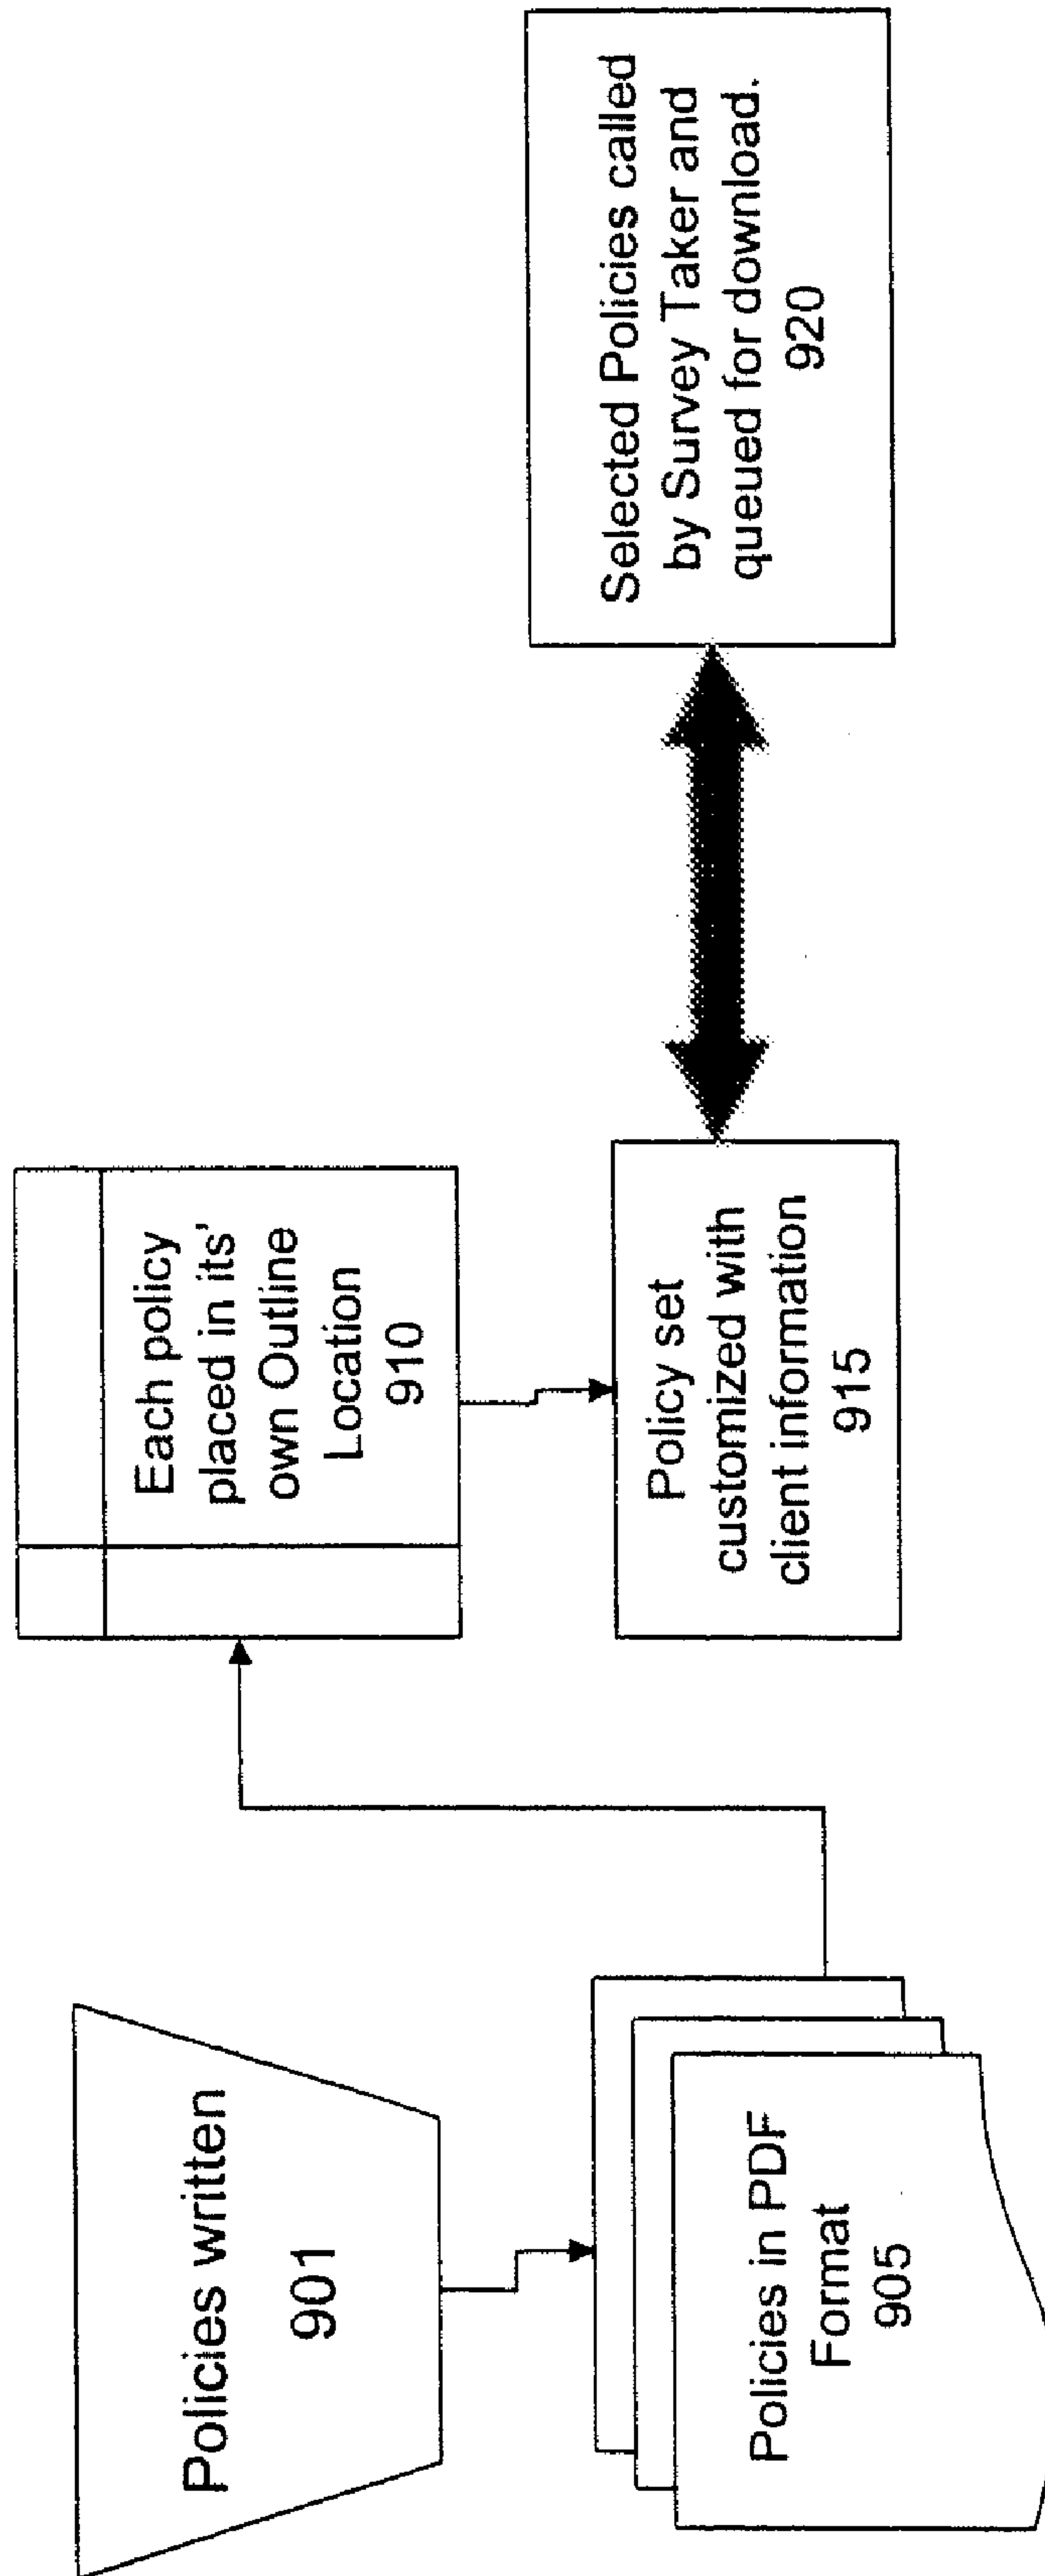 Policies written
901
Policies in PDF
Format
905
Each policy
placed in its'
own Outline
Location
910
Policy set
customized with
client information
915
Selected Policies called
by Survey Taker and
queued for download.
920